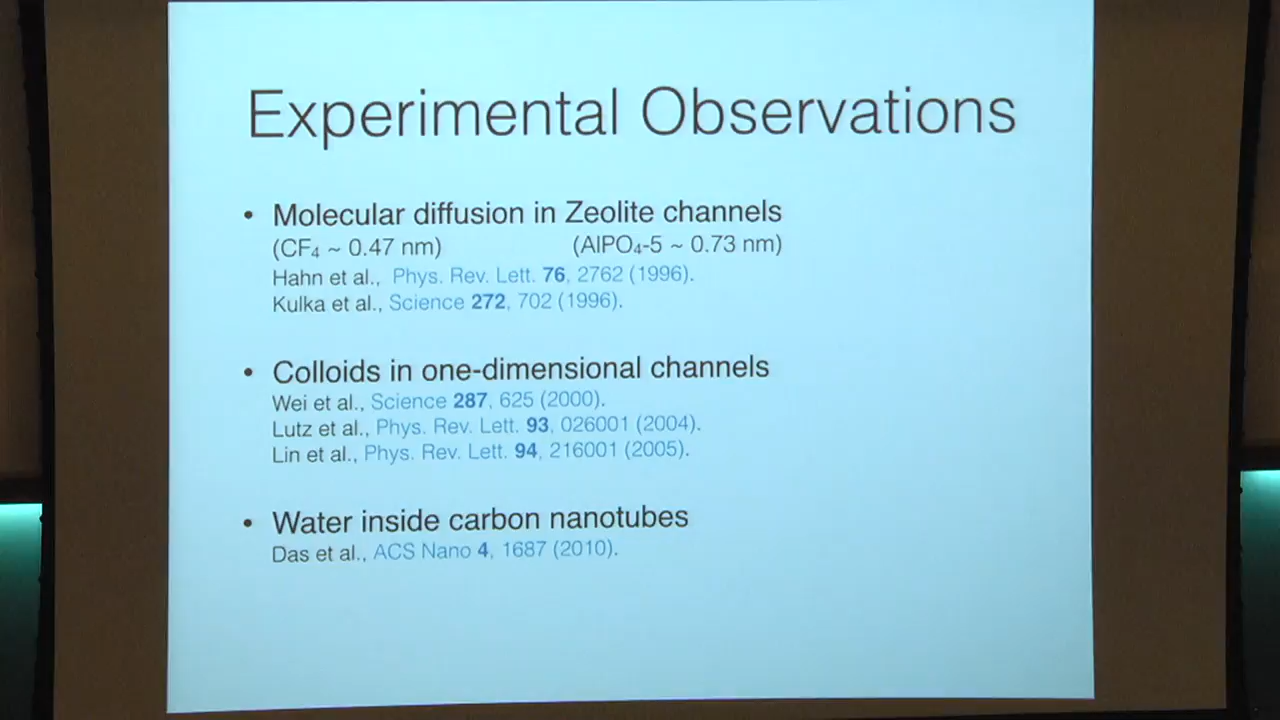 Experimental Observations
• Molecular diffusion in Zeolite channels
(CF₄ ~ 0.47 nm) (AlPO₄-5 ~ 0.73 nm)
Hahn et al., Phys. Rev. Lett. 76, 2762 (1996).
Kulka et al., Science 272, 702 (1996).
• Colloids in one-dimensional channels
Wei et al., Science 287, 625 (2000).
Lutz et al., Phys. Rev. Lett. 93, 026001 (2004).
Lin et al., Phys. Rev. Lett. 94, 216001 (2005).
• Water inside carbon nanotubes
Das et al., ACS Nano 4, 1687 (2010).